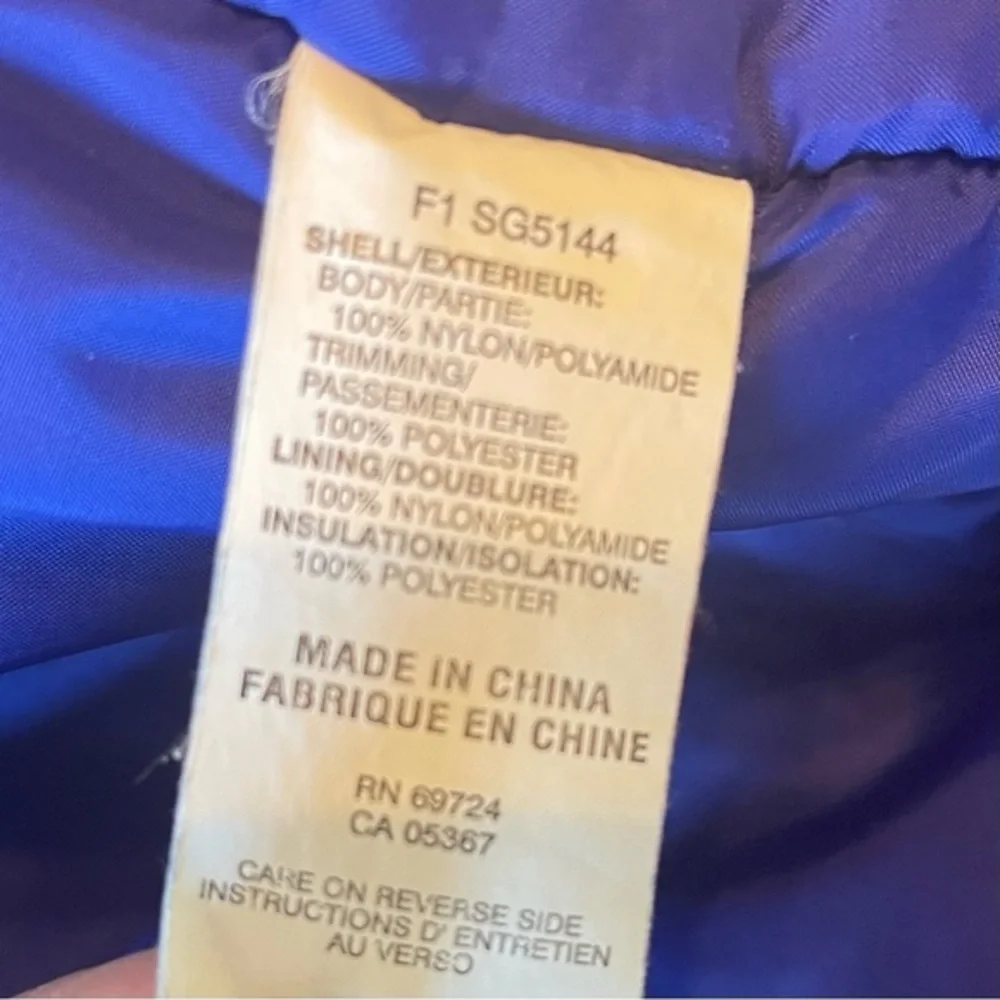 F1 SG5144
SHELL/EXTERIEUR:
BODY/PARTIE:
100% NYLON/POLYAMIDE
TRIMMING/
PASSEMENTERIE:
100% POLYESTER
LINING/DOUBLURE:
100% NYLON/POLYAMIDE
INSULATION/ISOLATION:
100% POLYESTER
MADE IN CHINA
FABRIQUE EN CHINE
RN 69724
CA 05367
CARE ON REVERSE SIDE
INSTRUCTIONS D' ENTRETIEN
AU VERSO